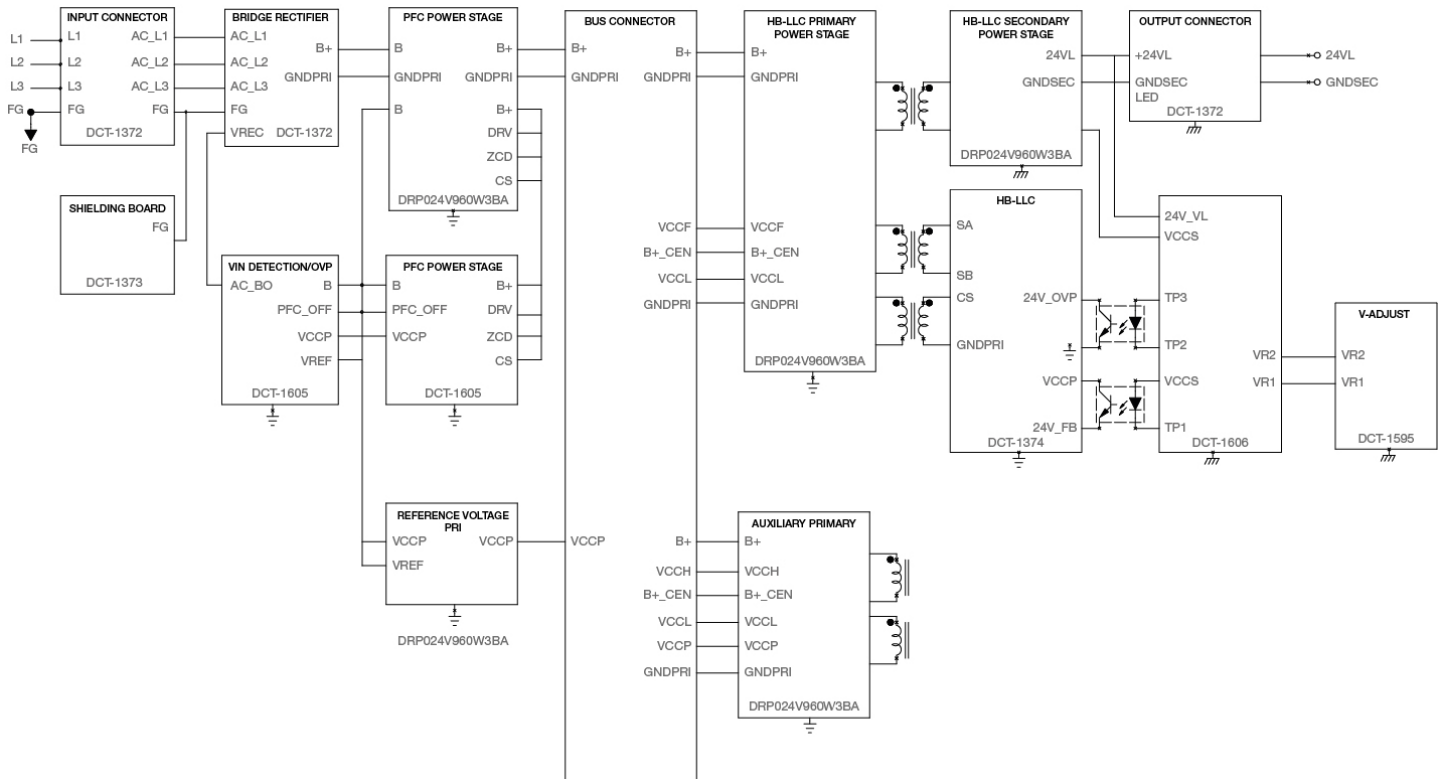 INPUT CONNECTOR
L1
L1
AC_L1
L2
L2
AC_L2
L3
L3
AC_L3
FG
FG
FG
DCT-1372
FG
BRIDGE RECTIFIER
AC_L1
B+
AC_L2
GNDPRI
AC_L3
FG
VREC
DCT-1372
PFC POWER STAGE
B
B+
GNDPRI
GNDPRI
B
B+
DRV
ZCD
CS
DRP024V960W3BA
SHIELDING BOARD
FG
DCT-1373
VIN DETECTION/OVP
AC_BO
B
PFC_OFF
VCCP
VREF
DCT-1605
PFC POWER STAGE
B
B+
PFC_OFF
DRV
VCCP
ZCD
CS
DCT-1605
REFERENCE VOLTAGE
PRI
VCCP
VCCP
VREF
DRP024V960W3BA
BUS CONNECTOR
B+
B+
GNDPRI
GNDPRI
VCCF
B+_CEN
VCCL
GNDPRI
VCCP
B+
VCCH
B+_CEN
VCCL
VCCP
GNDPRI
HB-LLC PRIMARY
POWER STAGE
B+
GNDPRI
VCCF
B+_CEN
VCCL
GNDPRI
DRP024V960W3BA
AUXILIARY PRIMARY
B+
VCCH
B+_CEN
VCCL
VCCP
GNDPRI
DRP024V960W3BA
HB-LLC SECONDARY
POWER STAGE
24VL
GNDSEC
DRP024V960W3BA
HB-LLC
SA
SB
CS
24V_OVP
GNDPRI
VCCP
24V_FB
DCT-1374
OUTPUT CONNECTOR
+24VL
24VL
GNDSEC
GNDSEC
LED
DCT-1372
24V_VL
VCCS
TP3
TP2
VR2
VCCS
VR1
TP1
DCT-1606
V-ADJUST
VR2
VR1
DCT-1595